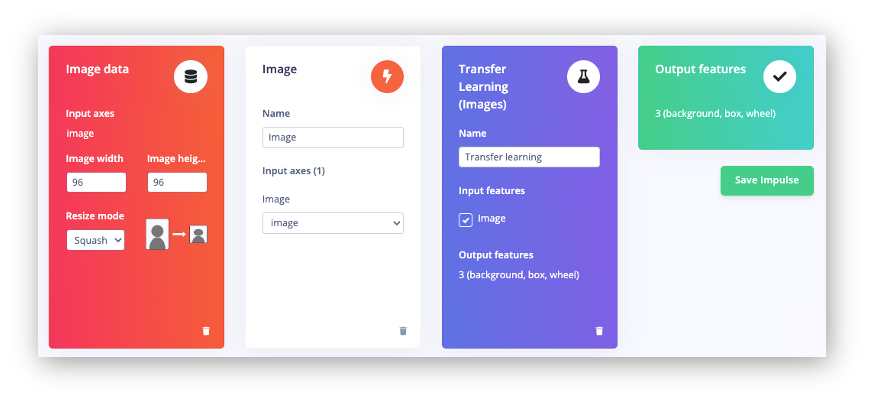 Image data
Input axes
image
Image width
Image heig...
96
96
Resize mode
Squash
Image
Name
Image
Input axes (1)
Image
image
Transfer
Learning
(Images)
Name
Transfer learning
Input features
Image
Output features
3 (background, box, wheel)
Output features
3 (background, box, wheel)
Save Impulse